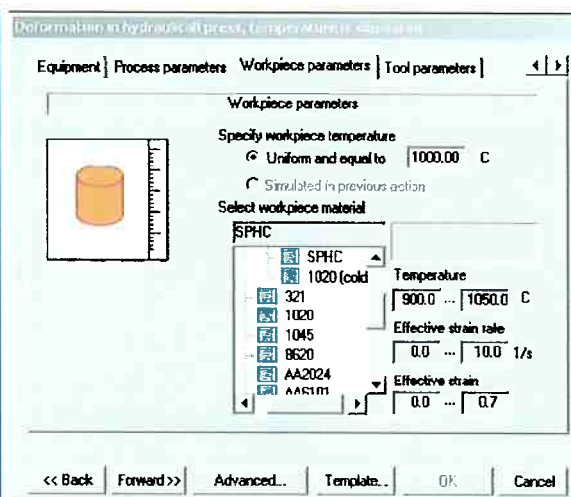 Deformation in hydraulical press, temperature is
Equipment Process parameters Workpiece parameters Tool parameters
Workpiece parameters
Specify workpiece temperature
Uniform and equal to 1000.00 C
Simulated in previous action
Select workpiece material
SPHC
SPHC
1020 (cold
321
1020
1045
8620
AA2024
AA6101
Temperature
900.0 ... 1050.0 C
Effective strain rate
0.0 ... 10.0 1/s
Effective strain
0.0 ... 0.7
<< Back Forward >> Advanced... Template... OK Cancel